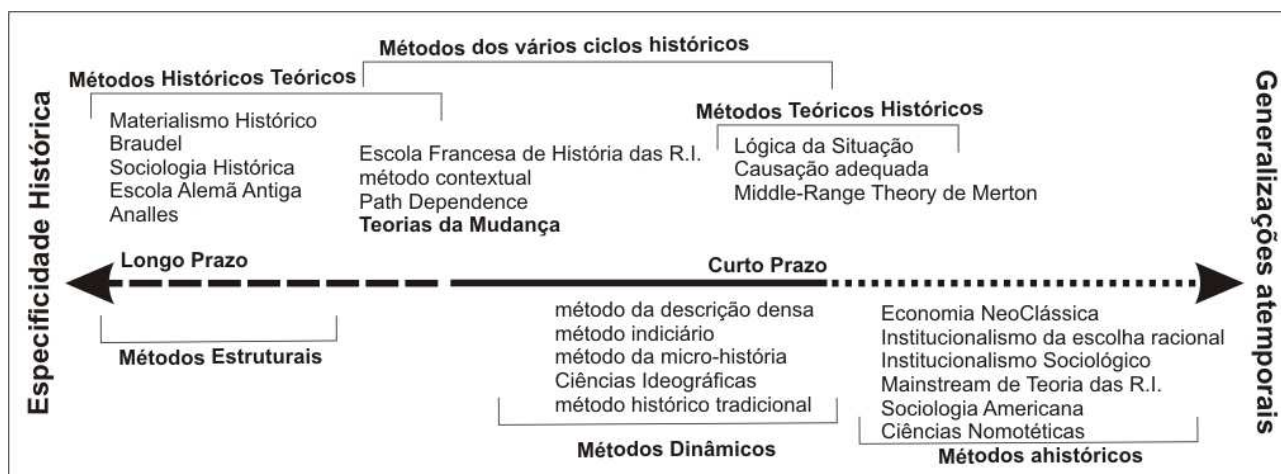 Especificidade Histórica
Métodos dos vários ciclos históricos
Métodos Históricos Teóricos
Materialismo Histórico
Braudel
Sociologia Histórica
Escola Alemã Antiga
Analles
Escola Francesa de História das R.I.
método contextual
Path Dependence
Teorias da Mudança
Métodos Teóricos Históricos
Lógica da Situação
Causação adequada
Middle-Range Theory de Merton
Longo Prazo
Curto Prazo
Métodos Estruturais
método da descrição densa
método indiciário
método da micro-história
Ciências Ideográficas
método histórico tradicional
Métodos Dinâmicos
Economia NeoClássica
Institucionalismo da escolha racional
Institucionalismo Sociológico
Mainstream de Teoria das R.I.
Sociologia Americana
Ciências Nomotéticas
Métodos ahistóricos
Generalizações atemporais